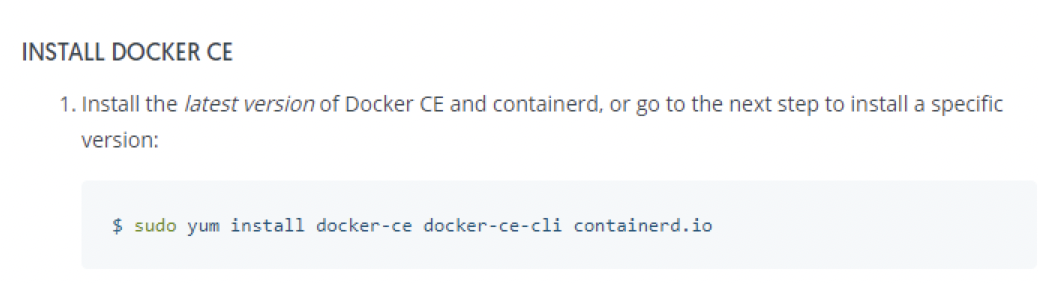 INSTALL DOCKER CE
1. Install the latest version of Docker CE and containerd, or go to the next step to install a specific
version:
$ sudo yum install docker-ce docker-ce-cli containerd.io